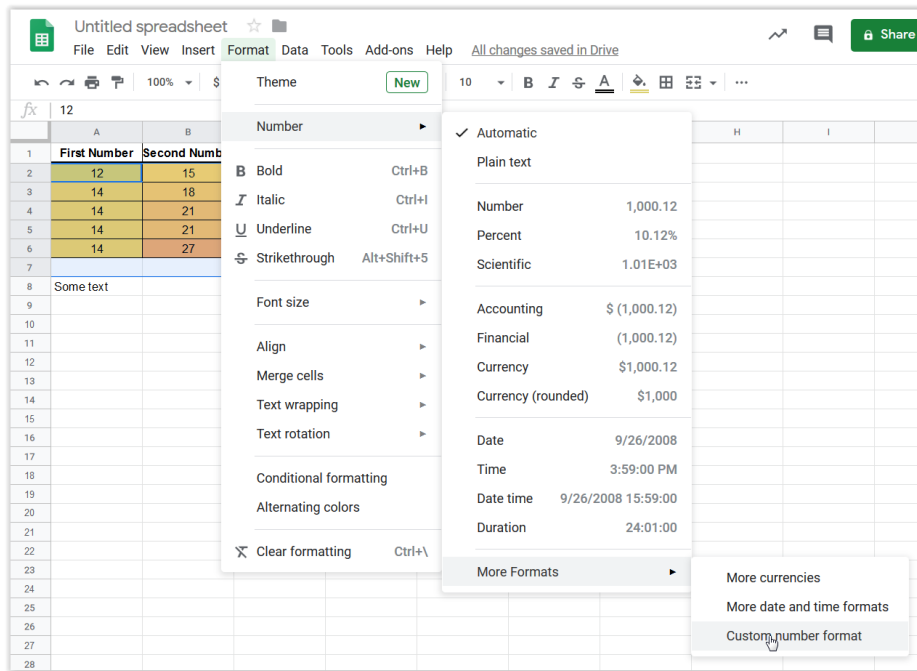 Untitled spreadsheet
File Edit View Insert Format Data Tools Add-ons Help All changes saved in Drive
Share
100% $ 10 B I S A
fx 12
A B H I
1 First Number Second Numb
2 12 15
3 14 18
4 14 21
5 14 21
6 14 27
7
8 Some text
9
10
11
12
13
14
15
16
17
18
19
20
21
22
23
24
25
26
27
28
Theme New
Number
B Bold Ctrl+B
I Italic Ctrl+I
U Underline Ctrl+U
S Strikethrough Alt+Shift+5
Font size
Align
Merge cells
Text wrapping
Text rotation
Conditional formatting
Alternating colors
Clear formatting Ctrl+\
Automatic
Plain text
Number 1,000.12
Percent 10.12%
Scientific 1.01E+03
Accounting $ (1,000.12)
Financial (1,000.12)
Currency $1,000.12
Currency (rounded) $1,000
Date 9/26/2008
Time 3:59:00 PM
Date time 9/26/2008 15:59:00
Duration 24:01:00
More Formats
More currencies
More date and time formats
Custom number format